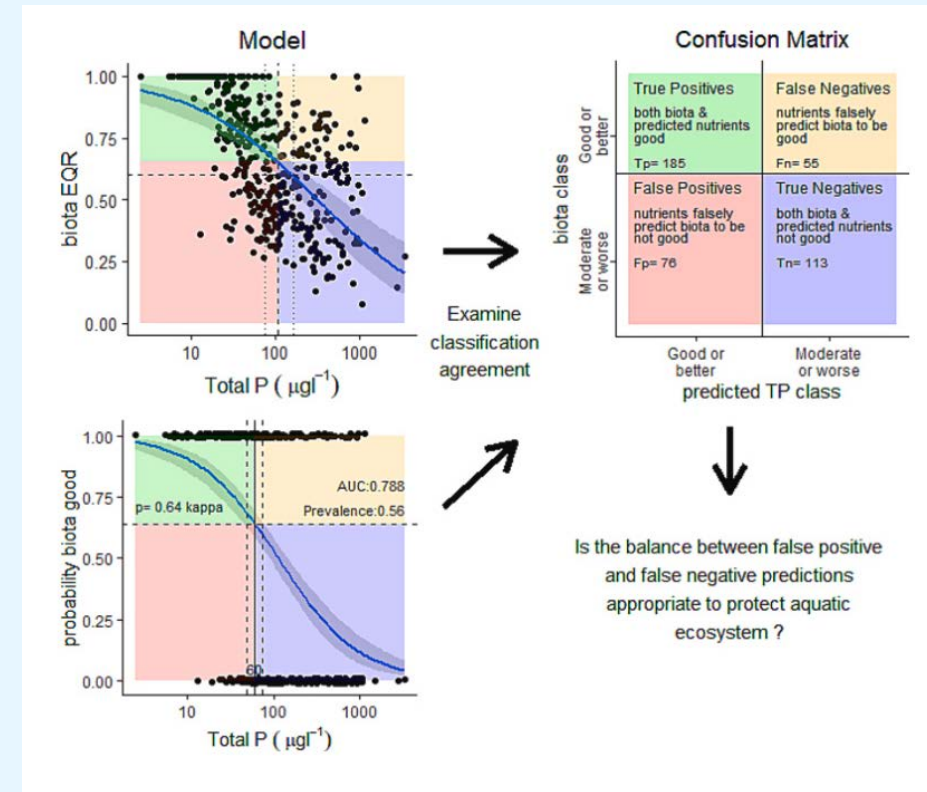 Model
1.00
0.75
0.50
0.25
0.00
biota EQR
10
100
1000
Total P ( µgl⁻¹)
Confusion Matrix
Good or
better
Moderate
or worse
biota class
True Positives
both biota &
predicted nutrients
good
Tp= 185
False Negatives
nutrients falsely
predict biota to be
good
Fn= 55
False Positives
nutrients falsely
predict biota to be
not good
Fp= 76
True Negatives
both biota &
predicted nutrients
not good
Tn= 113
Good or
better
Moderate
or worse
predicted TP class
Examine
classification
agreement
1.00
0.75
0.50
0.25
0.00
probability biota good
AUC:0.788
p= 0.64 kappa
Prevalence:0.56
10
100
1000
Total P ( µgl⁻¹)
Is the balance between false positive
and false negative predictions
appropriate to protect aquatic
ecosystem ?